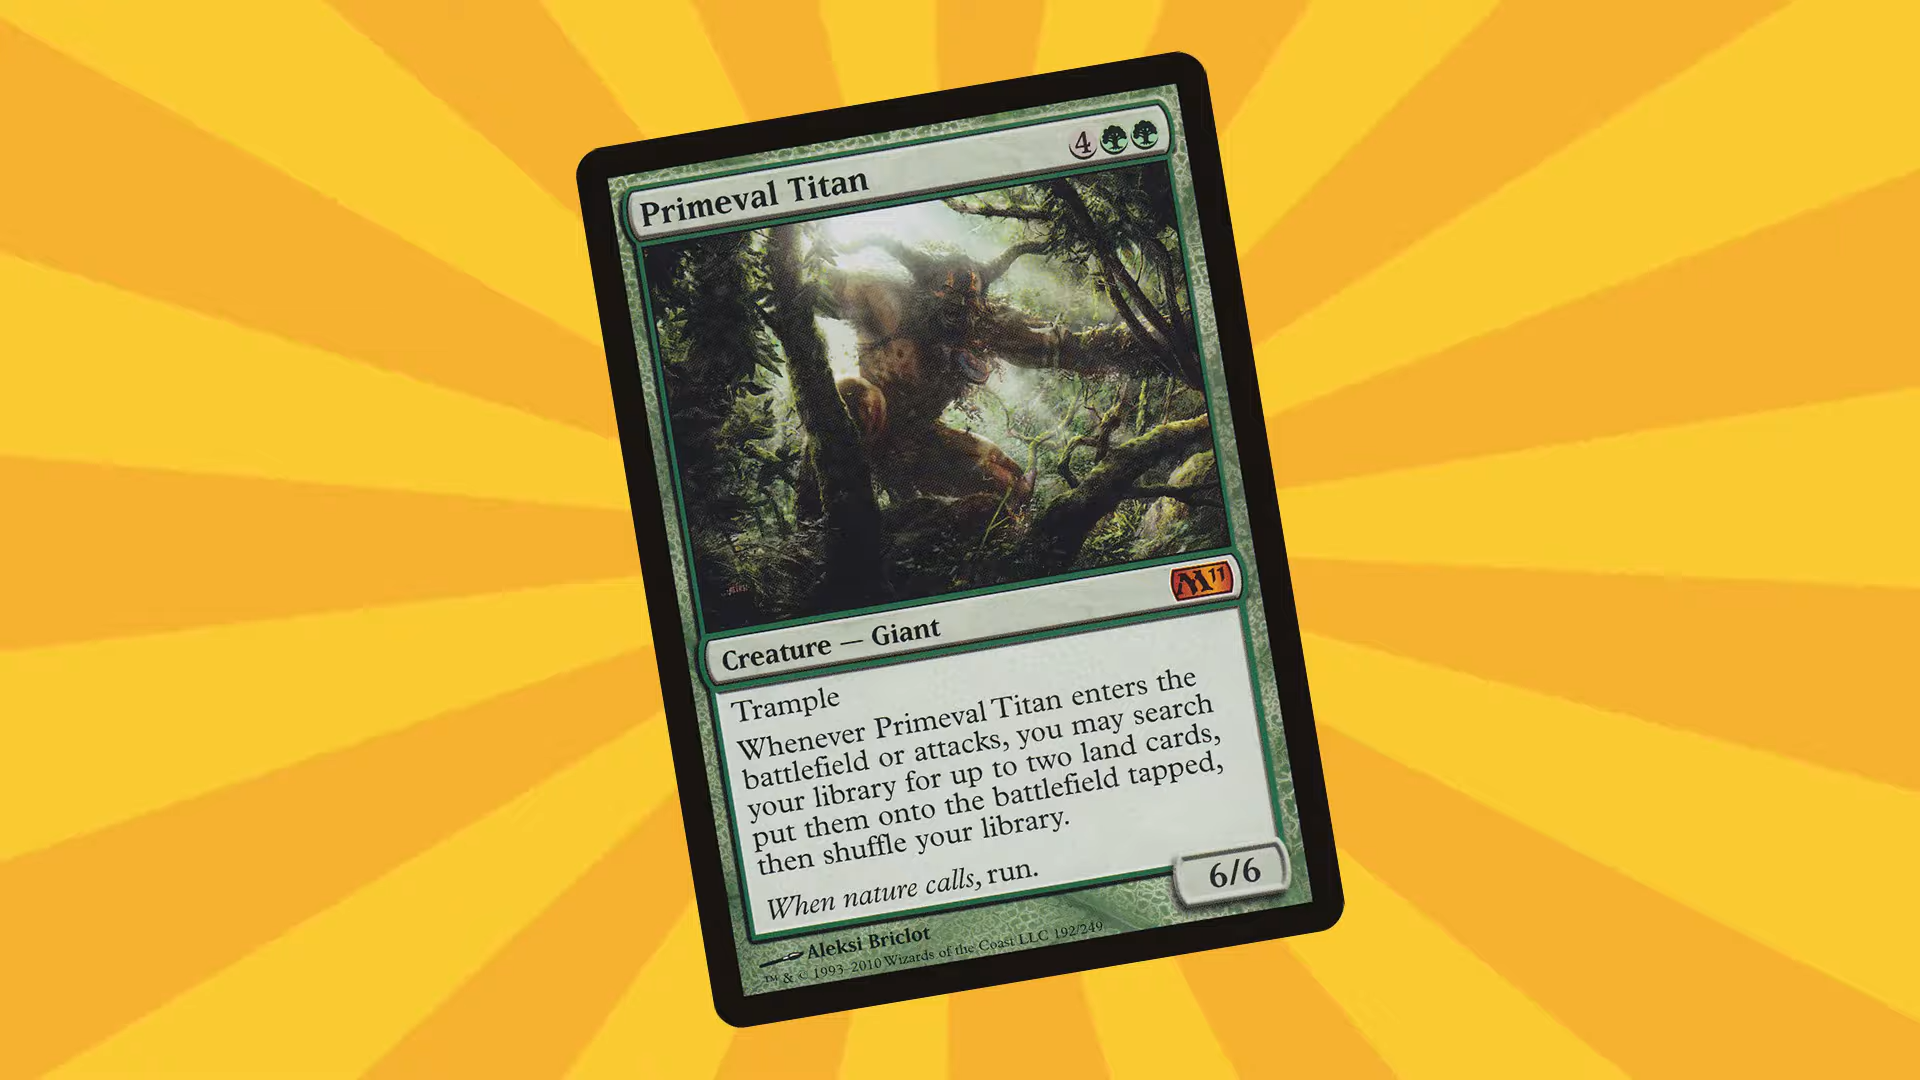 Primeval Titan
4
M11
Creature — Giant
Trample
Whenever Primeval Titan enters the
battlefield or attacks, you may search
your library for up to two land cards,
put them onto the battlefield tapped,
then shuffle your library.
When nature calls, run.
6/6
Aleksi Briclot
™ & © 1993–2010 Wizards of the Coast LLC 192/249